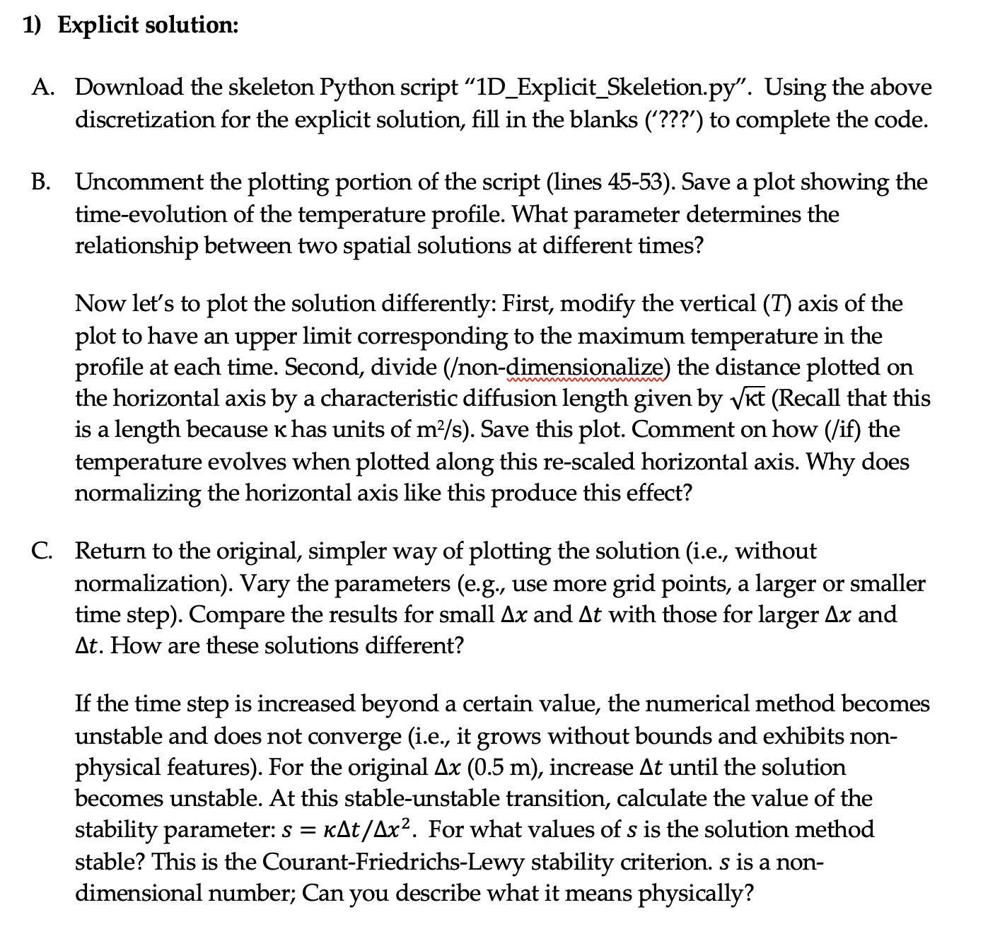 1) Explicit solution:
A. Download the skeleton Python script “1D_Explicit_Skeletion.py”. Using the above
discretization for the explicit solution, fill in the blanks (‘???’) to complete the code.
B. Uncomment the plotting portion of the script (lines 45-53). Save a plot showing the
time-evolution of the temperature profile. What parameter determines the
relationship between two spatial solutions at different times?
Now let’s to plot the solution differently: First, modify the vertical (T) axis of the
plot to have an upper limit corresponding to the maximum temperature in the
profile at each time. Second, divide (/non-dimensionalize) the distance plotted on
the horizontal axis by a characteristic diffusion length given by √κt (Recall that this
is a length because κ has units of m²/s). Save this plot. Comment on how (/if) the
temperature evolves when plotted along this re-scaled horizontal axis. Why does
normalizing the horizontal axis like this produce this effect?
C. Return to the original, simpler way of plotting the solution (i.e., without
normalization). Vary the parameters (e.g., use more grid points, a larger or smaller
time step). Compare the results for small Δx and Δt with those for larger Δx and
Δt. How are these solutions different?
If the time step is increased beyond a certain value, the numerical method becomes
unstable and does not converge (i.e., it grows without bounds and exhibits non-
physical features). For the original Δx (0.5 m), increase Δt until the solution
becomes unstable. At this stable-unstable transition, calculate the value of the
stability parameter: s = κΔt/Δx². For what values of s is the solution method
stable? This is the Courant-Friedrichs-Lewy stability criterion. s is a non-
dimensional number; Can you describe what it means physically?